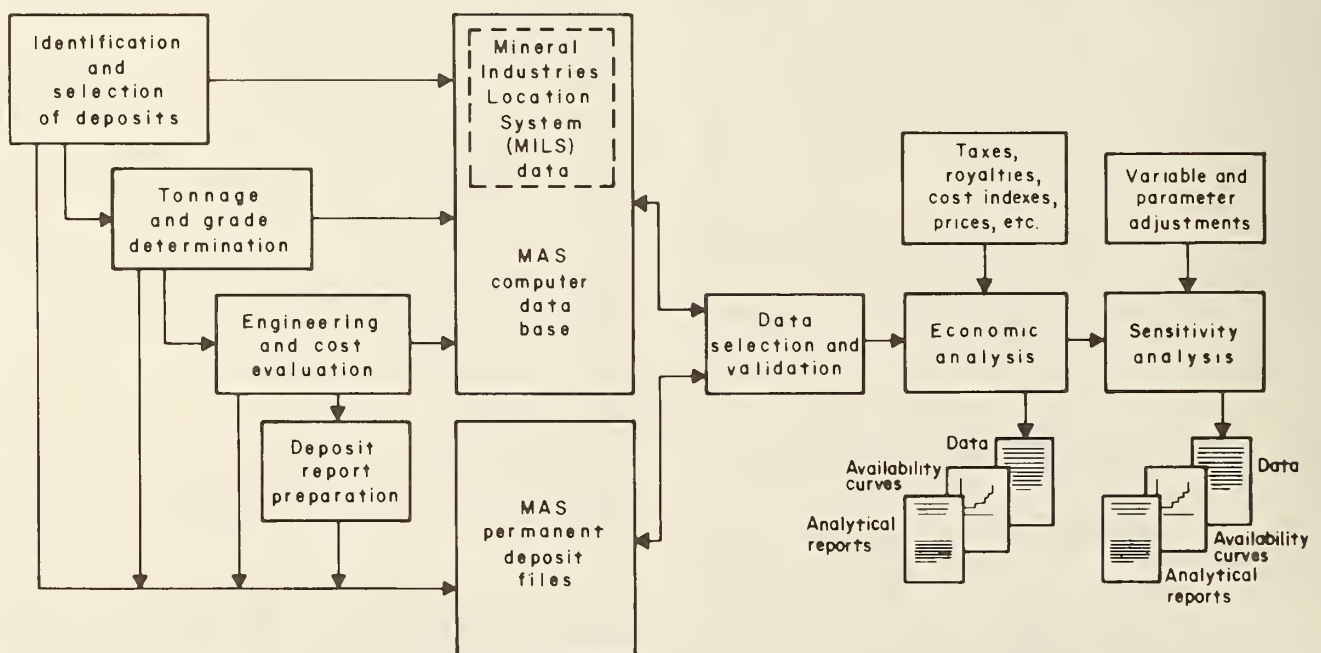 Identification
and
selection
of deposits
Tonnage
and grade
determination
Engineering
and cost
evaluation
Deposit
report
preparation
Mineral
Industries
Location
System
(MILS)
data
MAS
computer
data
base
MAS
permanent
deposit
files
Data
selection and
validation
Taxes,
royalties,
cost indexes,
prices, etc.
Economic
analysis
Variable and
parameter
adjustments
Sensitivity
analysis
Data
Availability
curves
Analytical
reports
Data
Availability
curves
Analytical
reports